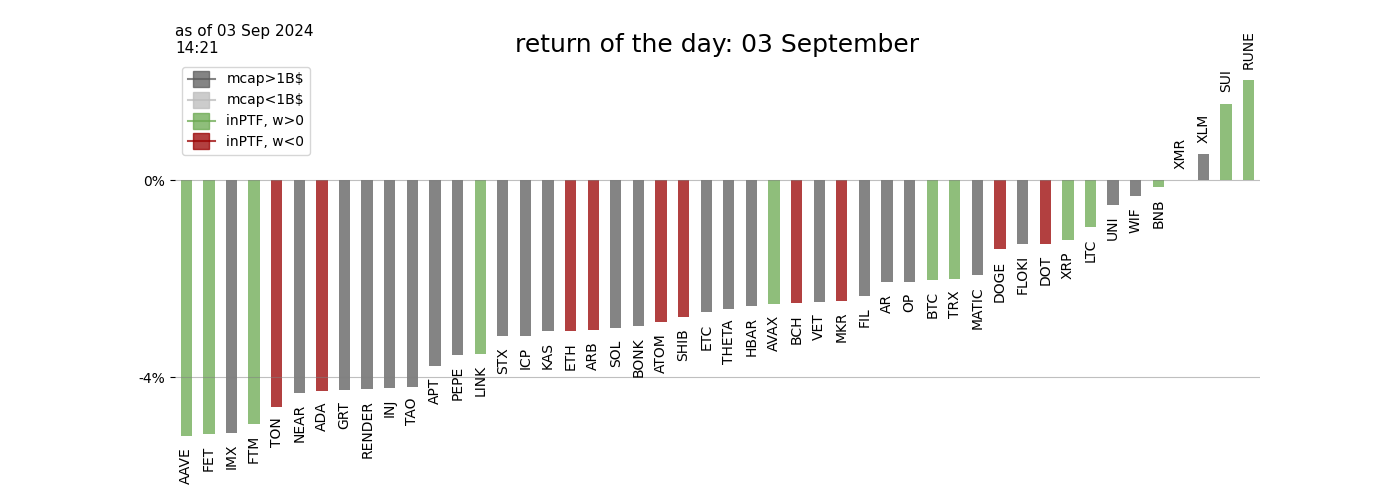 as of 03 Sep 2024
14:21
return of the day: 03 September
mcap>1B$
mcap<1B$
inPTF, w>0
inPTF, w<0
0%
-4%
AAVE
FET
IMX
FTM
TON
NEAR
ADA
GRT
RENDER
INJ
TAO
APT
PEPE
LINK
STX
ICP
KAS
ETH
ARB
SOL
BONK
ATOM
SHIB
ETC
THETA
HBAR
AVAX
BCH
VET
MKR
FIL
AR
OP
BTC
TRX
MATIC
DOGE
FLOKI
DOT
XRP
LTC
UNI
WIF
BNB
XMR
XLM
SUI
RUNE